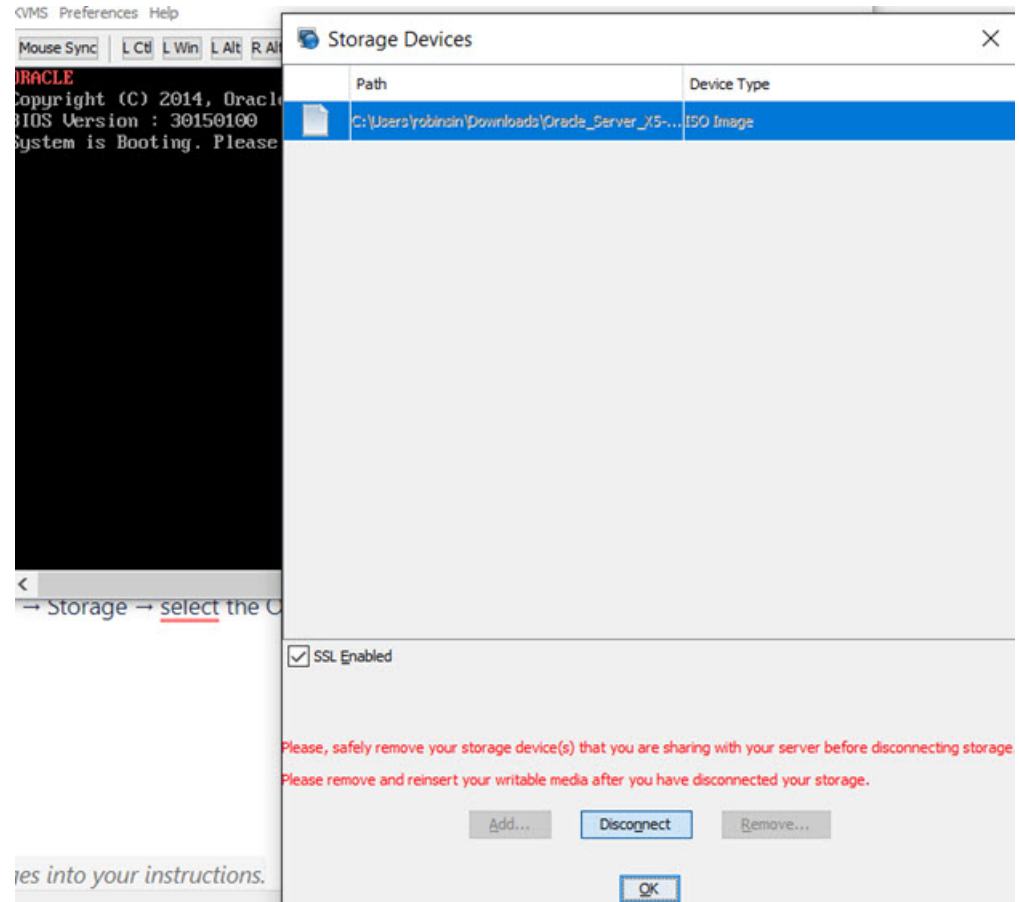 KVMS Preferences Help
Mouse Sync L Ctl L Win L Alt R Alt
ORACLE
Copyright (C) 2014, Oracle
BIOS Version : 30150100
System is Booting. Please
→ Storage → select the O
ges into your instructions.
Storage Devices
Path Device Type
C:\Users\robinsin\Downloads\Oracle_Server_X5-... ISO Image
SSL Enabled
Please, safely remove your storage device(s) that you are sharing with your server before disconnecting storage.
Please remove and reinsert your writable media after you have disconnected your storage.
Add... Disconnect Remove...
OK